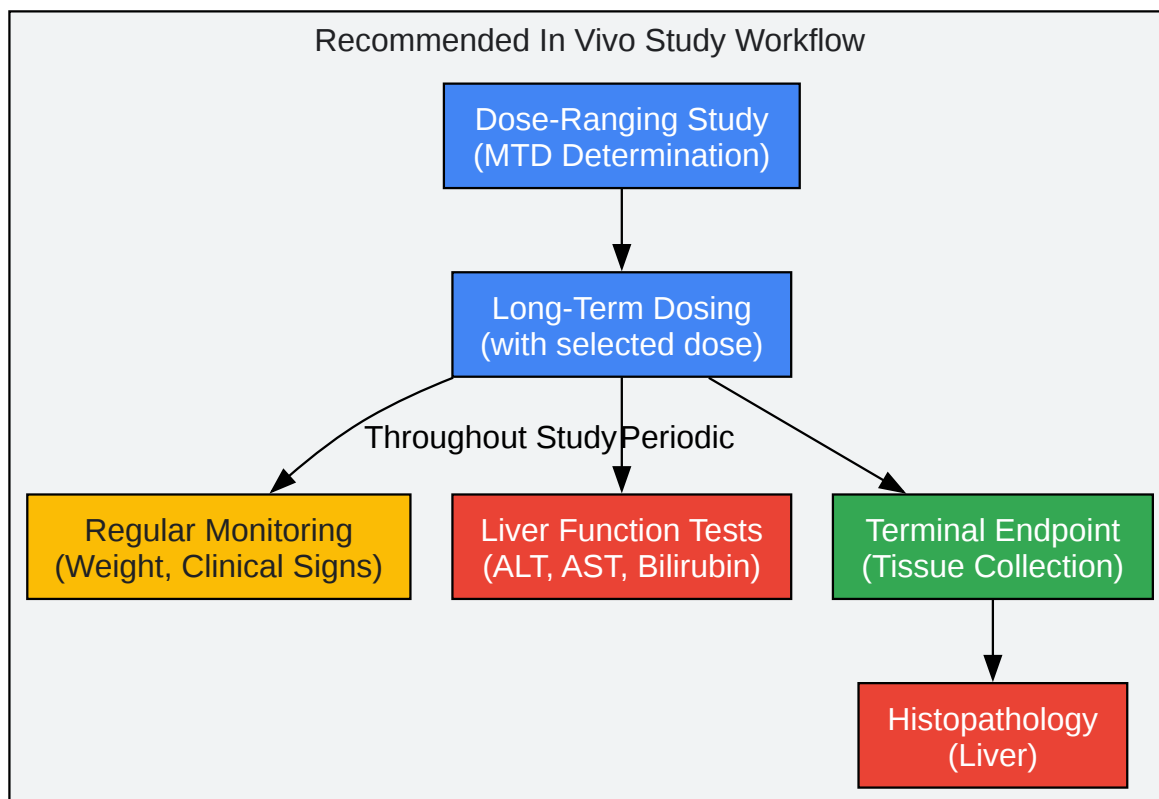 Recommended In Vivo Study Workflow
Dose-Ranging Study
(MTD Determination)
Long-Term Dosing
(with selected dose)
Throughout Study
Periodic
Regular Monitoring
(Weight, Clinical Signs)
Liver Function Tests
(ALT, AST, Bilirubin)
Terminal Endpoint
(Tissue Collection)
Histopathology
(Liver)